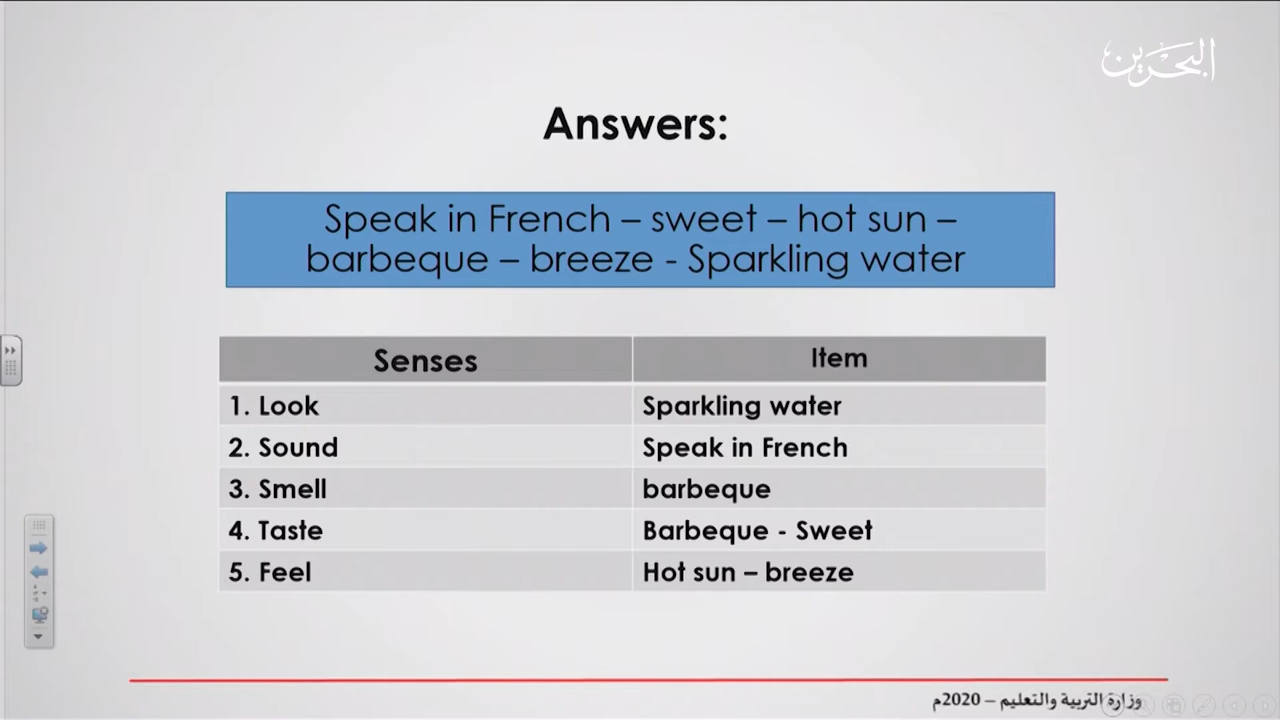 البحرين
Answers:
Speak in French – sweet – hot sun –
barbeque – breeze - Sparkling water
Senses Item
1. Look Sparkling water
2. Sound Speak in French
3. Smell barbeque
4. Taste Barbeque - Sweet
5. Feel Hot sun – breeze
وزارة التربية والتعليم – 2020م